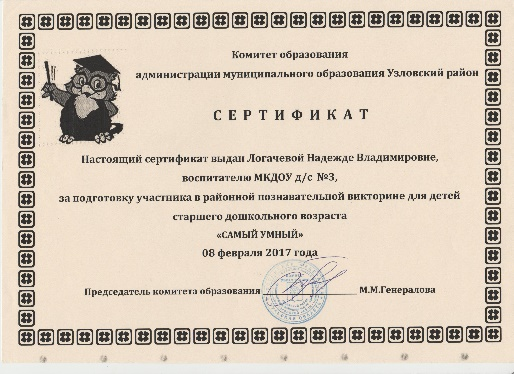 Комитет образования
администрации муниципального образования Узловский район
СЕРТИФИКАТ
Настоящий сертификат выдан Логачевой Надежде Владимировне,
воспитателю МКДОУ д/с №3,
за подготовку участника в районной познавательной викторине для детей
старшего дошкольного возраста
«САМЫЙ УМНЫЙ»
08 февраля 2017 года
Председатель комитета образования М.М.Генералова